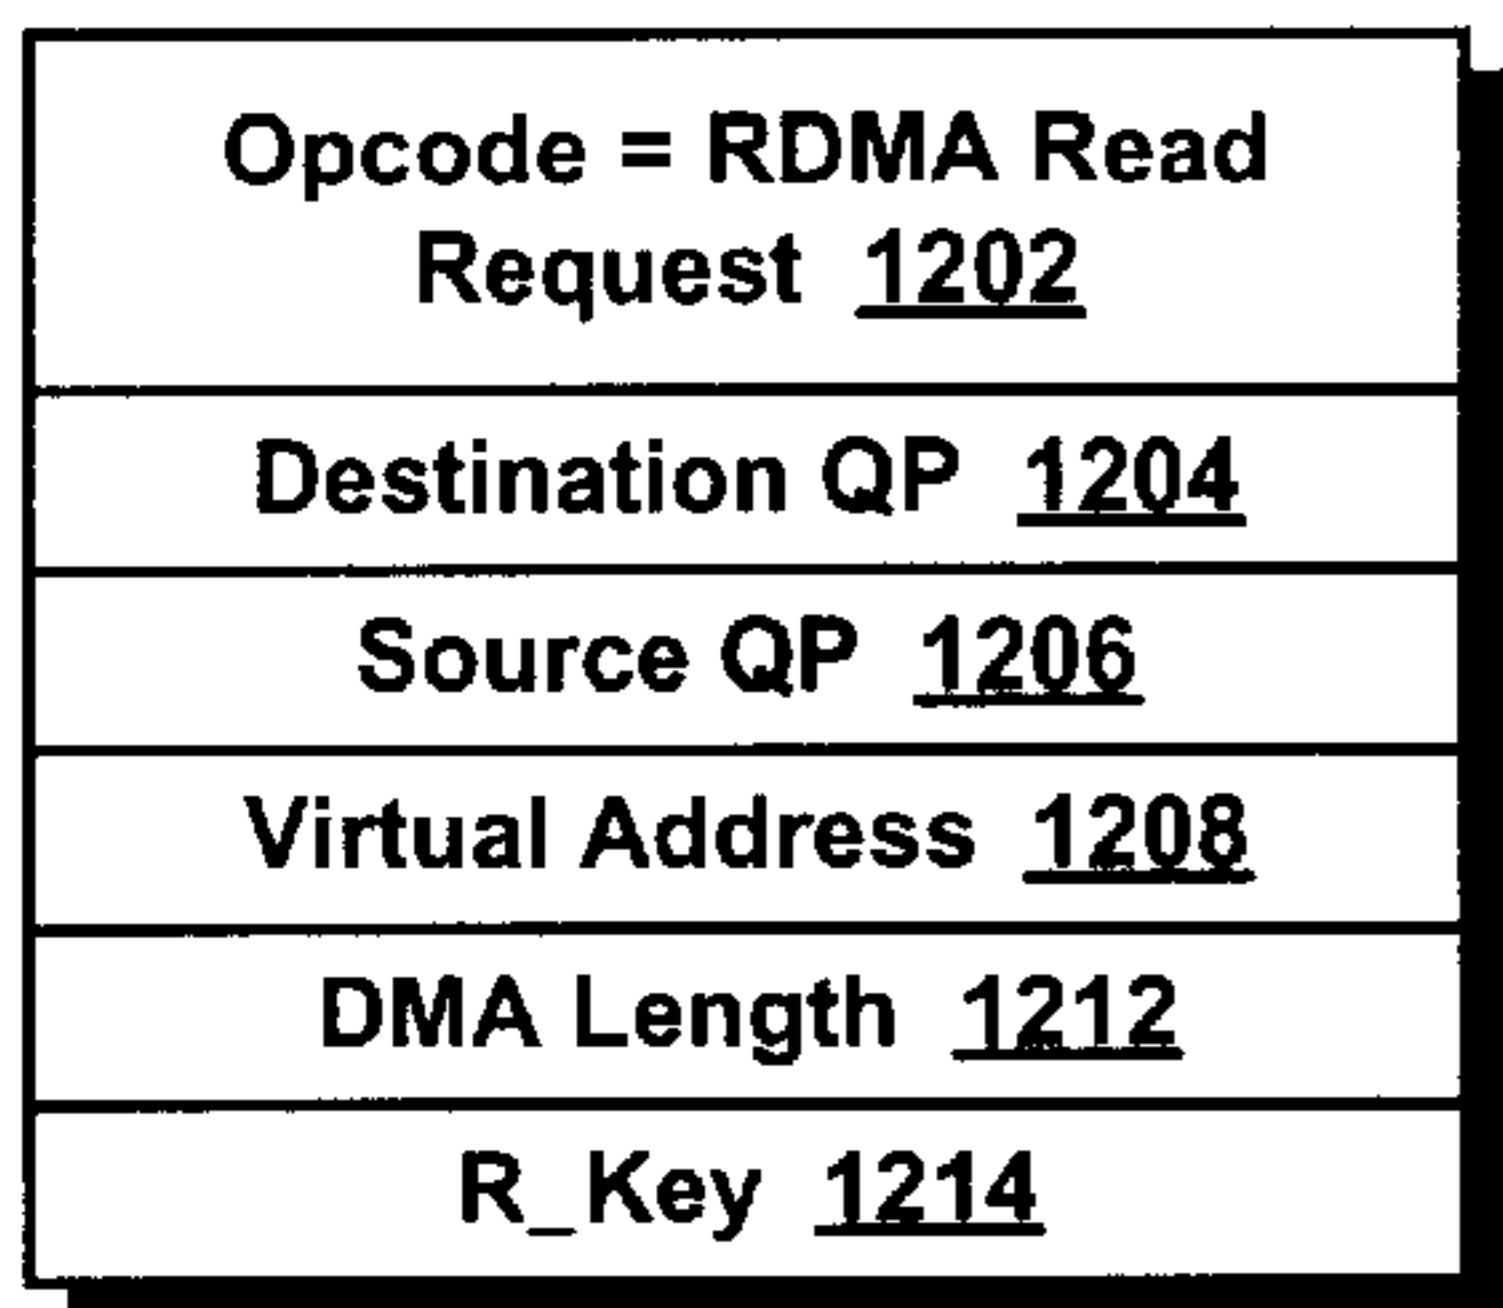 Opcode = RDMA Read
Request 1202
Destination QP 1204
Source QP 1206
Virtual Address 1208
DMA Length 1212
R_Key 1214